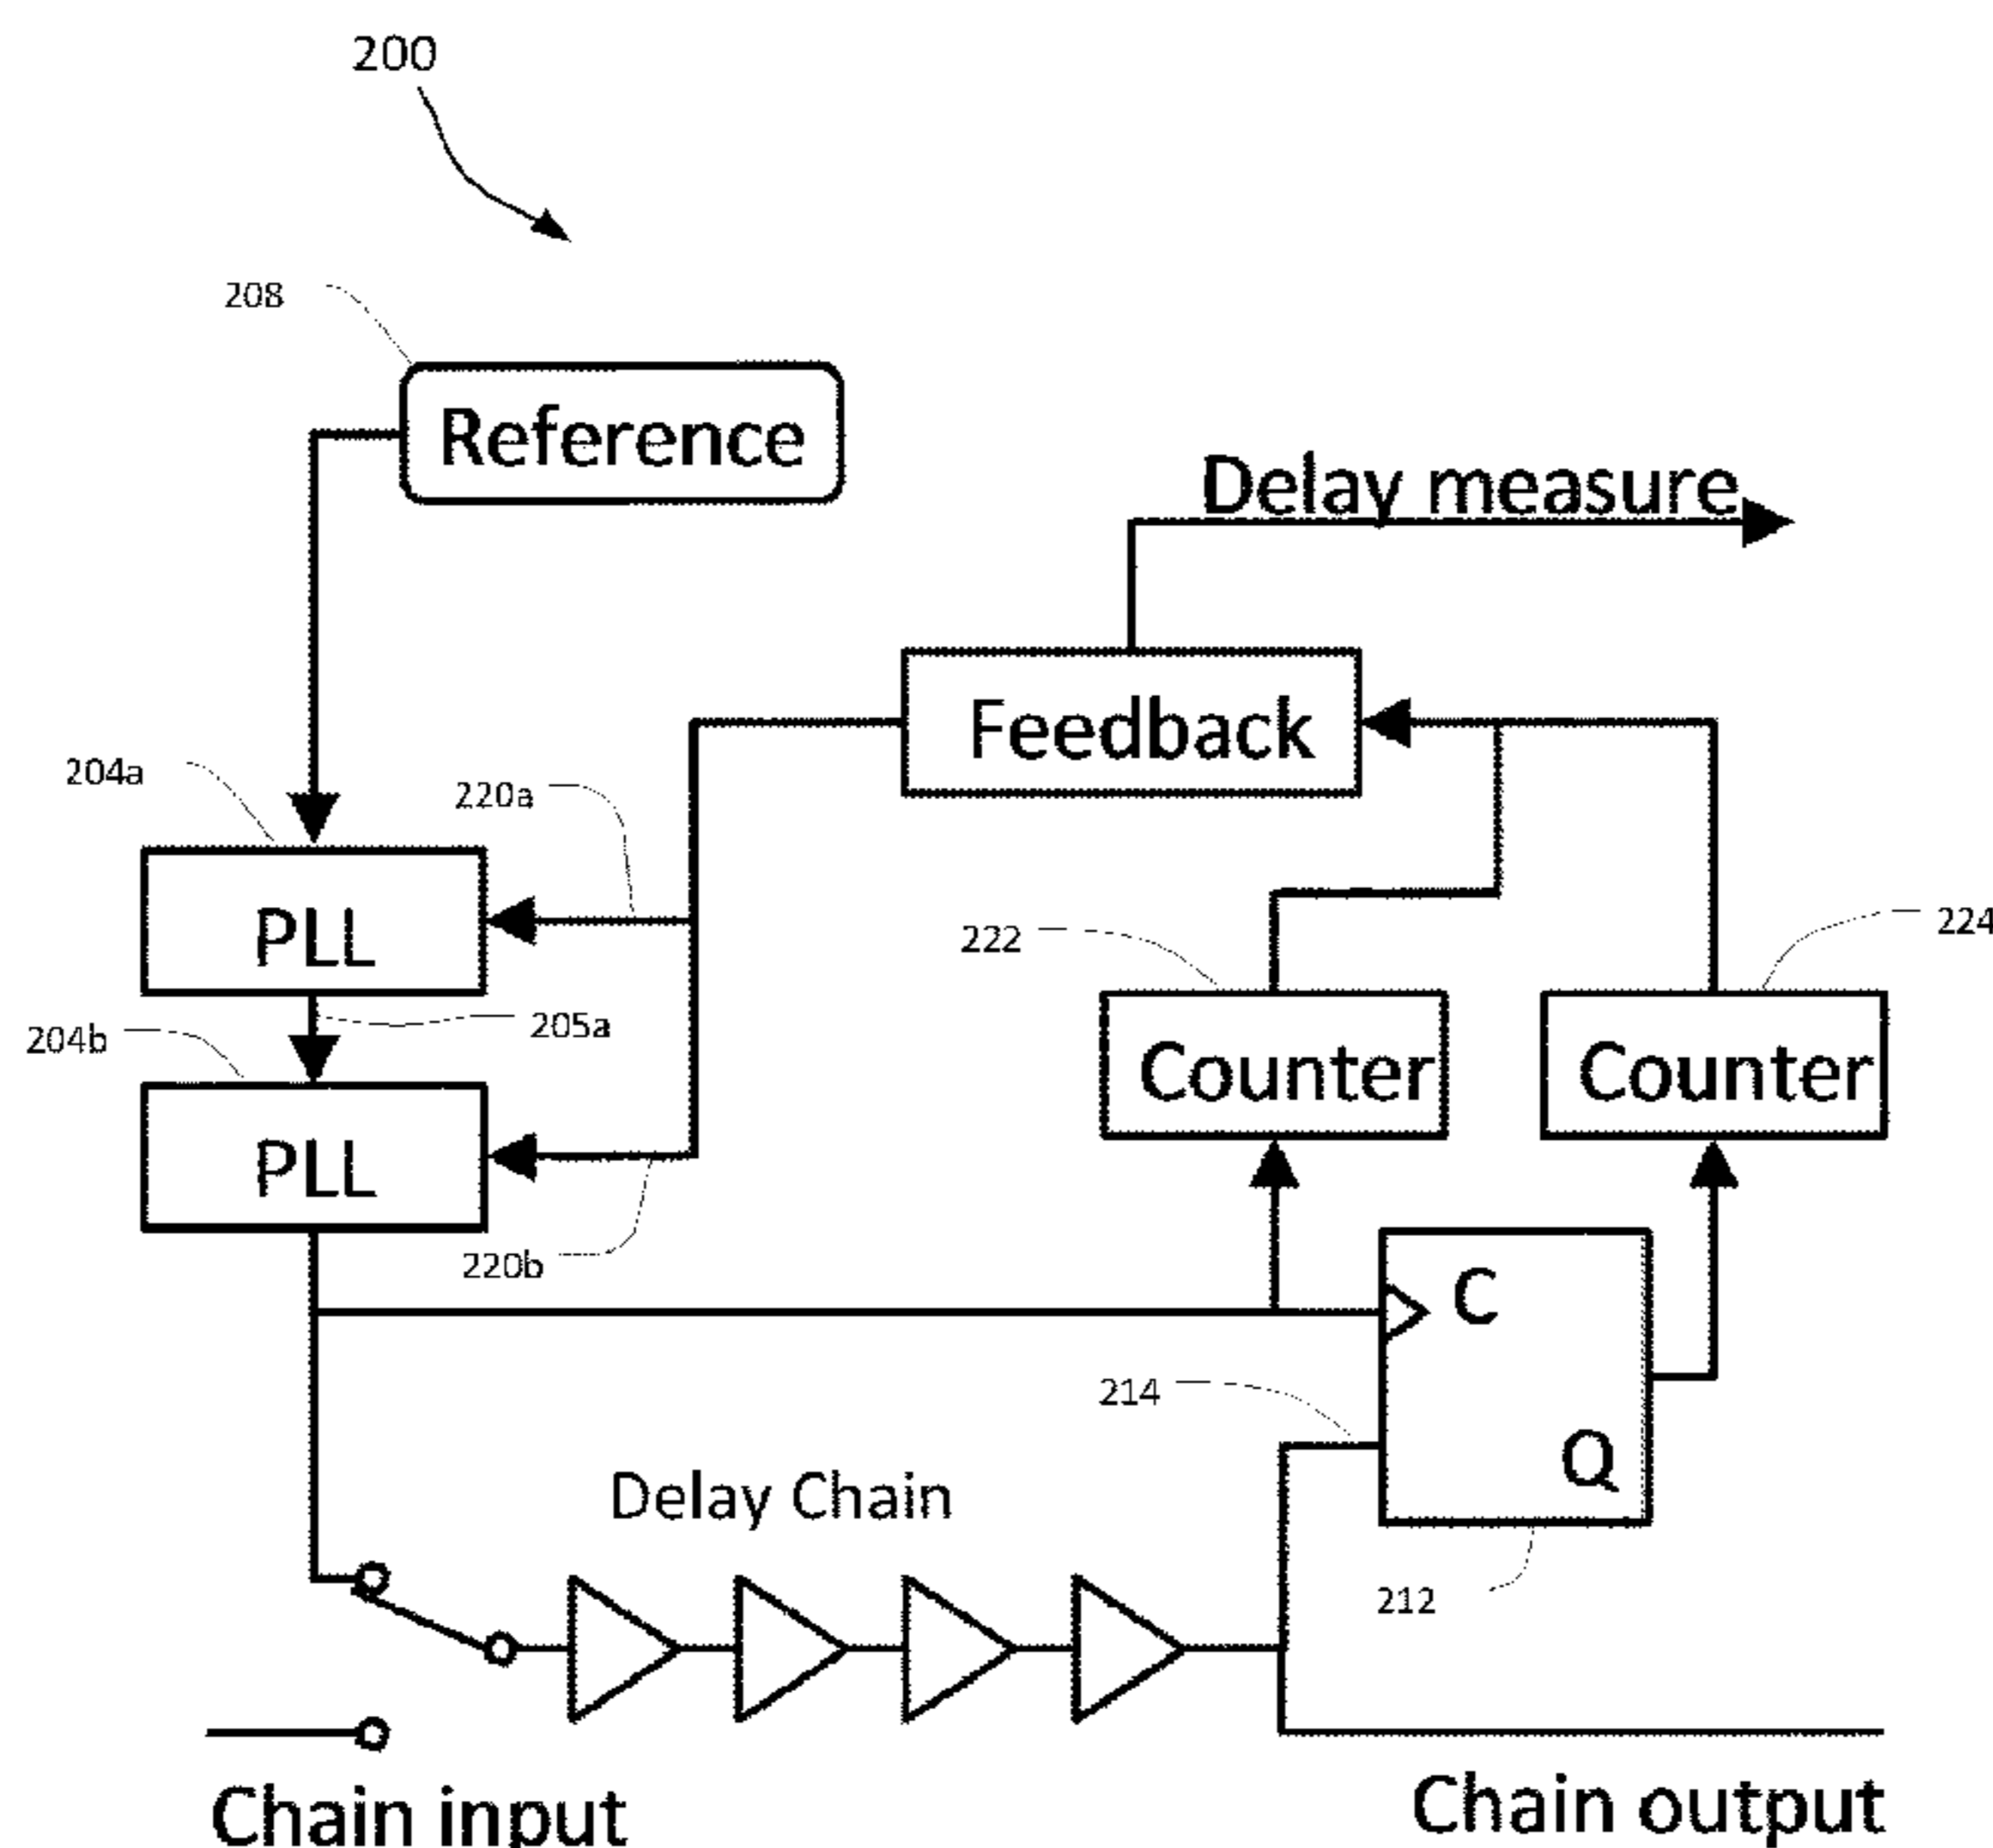 200
208
Reference
Delay measure
Feedback
204a
220a
PLL
222
224
205a
204b
Counter
Counter
PLL
220b
C
214
Q
Delay Chain
212
Chain input
Chain output